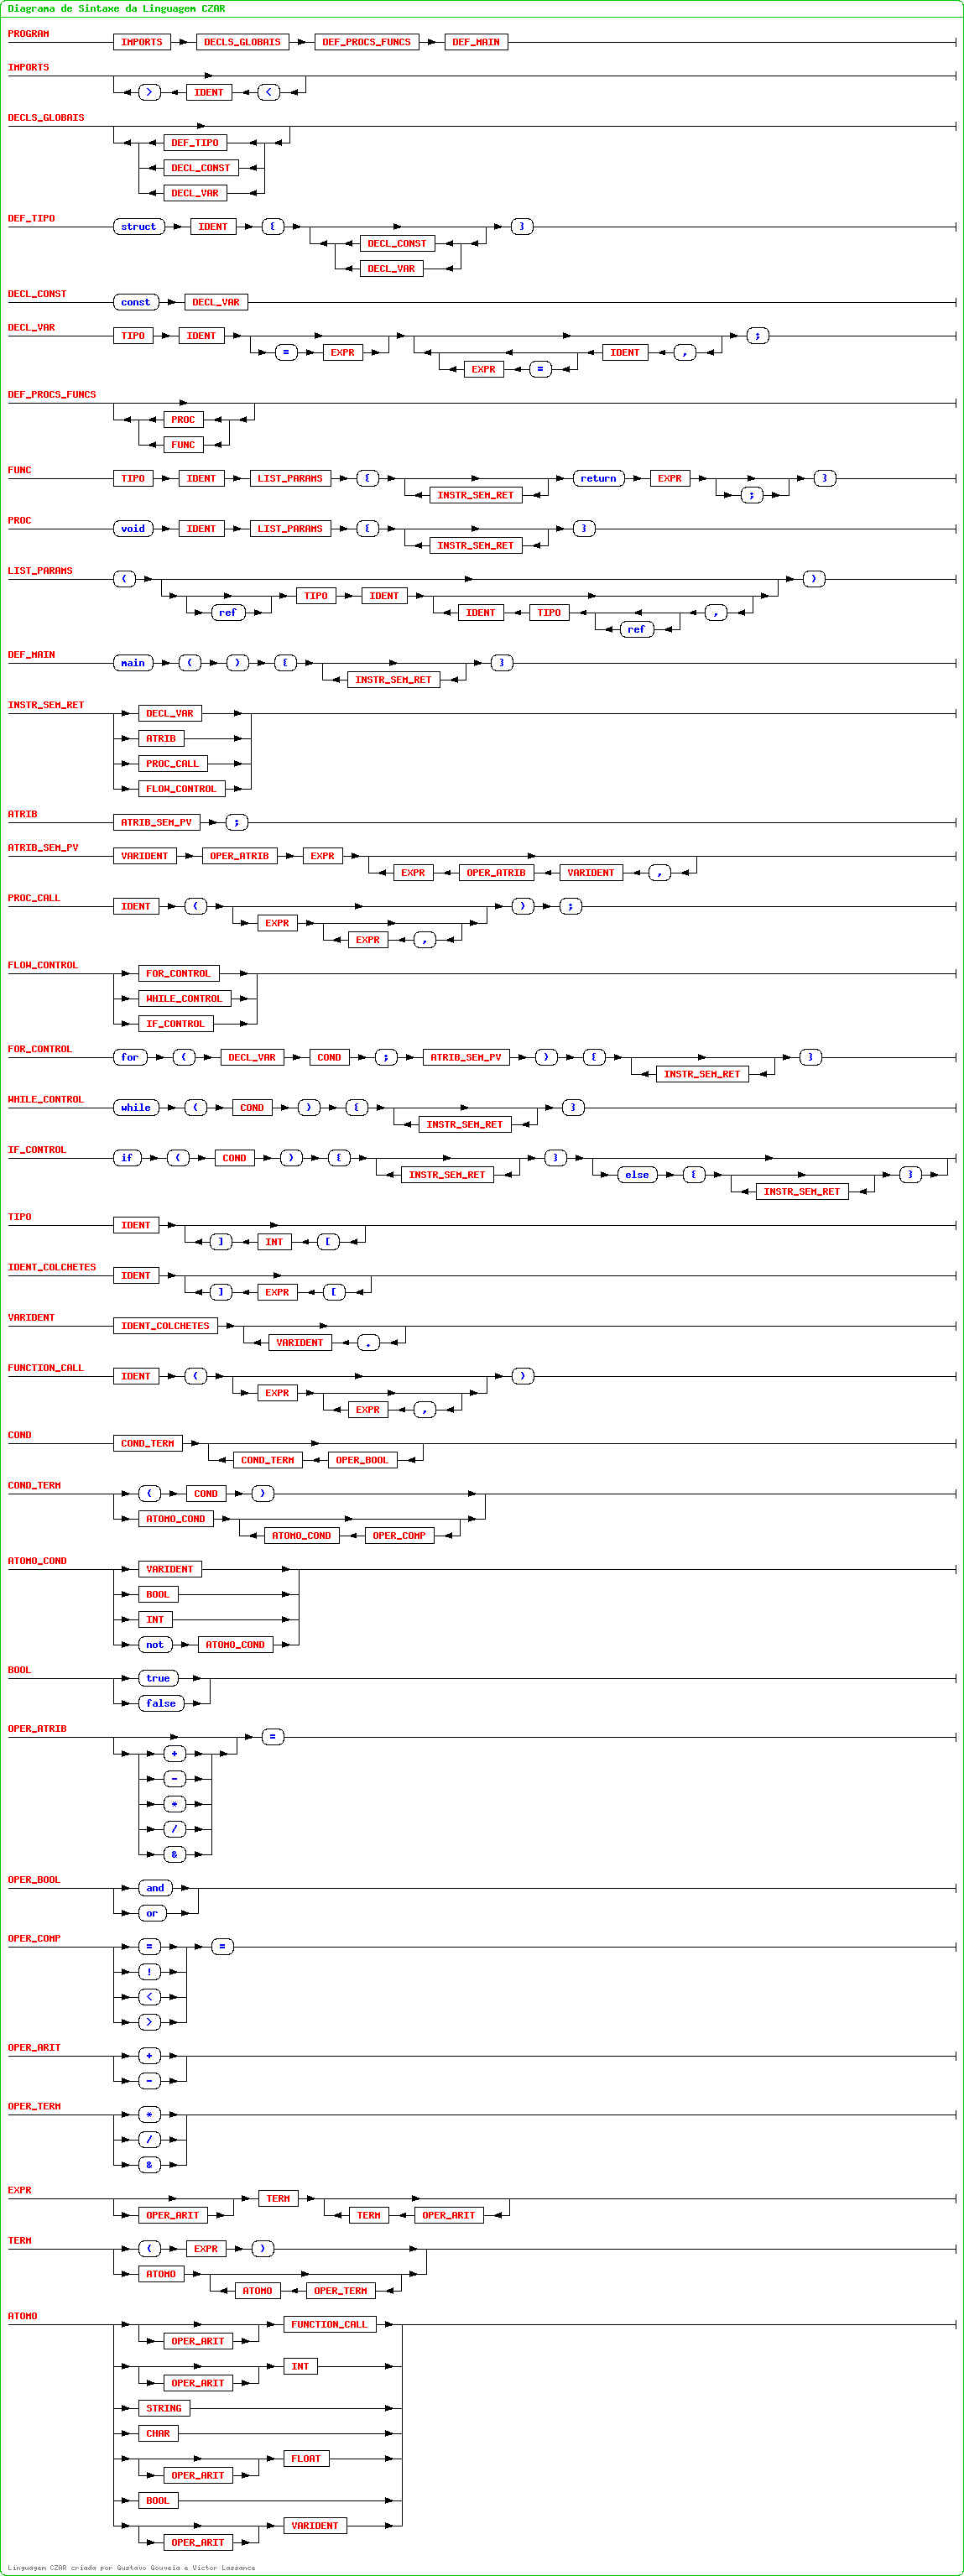 Diagrama de Sintaxe da Linguagem CZAR
PROGRAM
IMPORTS DECLS_GLOBAIS DEF_PROCS_FUNCS DEF_MAIN
IMPORTS
> IDENT <
DECLS_GLOBAIS
DEF_TIPO
DECL_CONST
DECL_VAR
DEF_TIPO
struct IDENT { }
DECL_CONST
DECL_VAR
DECL_CONST
const DECL_VAR
DECL_VAR
TIPO IDENT ;
= EXPR IDENT ,
EXPR =
DEF_PROCS_FUNCS
PROC
FUNC
FUNC
TIPO IDENT LIST_PARAMS { return EXPR }
INSTR_SEM_RET ;
PROC
void IDENT LIST_PARAMS { }
INSTR_SEM_RET
LIST_PARAMS
( )
TIPO IDENT
ref IDENT TIPO ,
ref
DEF_MAIN
main ( ) { }
INSTR_SEM_RET
INSTR_SEM_RET
DECL_VAR
ATRIB
PROC_CALL
FLOW_CONTROL
ATRIB
ATRIB_SEM_PV ;
ATRIB_SEM_PV
VARIDENT OPER_ATRIB EXPR
EXPR OPER_ATRIB VARIDENT ,
PROC_CALL
IDENT ( ) ;
EXPR
EXPR ,
FLOW_CONTROL
FOR_CONTROL
WHILE_CONTROL
IF_CONTROL
FOR_CONTROL
for ( DECL_VAR COND ; ATRIB_SEM_PV ) { }
INSTR_SEM_RET
WHILE_CONTROL
while ( COND ) { }
INSTR_SEM_RET
IF_CONTROL
if ( COND ) { }
INSTR_SEM_RET else { }
INSTR_SEM_RET
TIPO
IDENT
] INT [
IDENT_COLCHETES
IDENT
] EXPR [
VARIDENT
IDENT_COLCHETES
VARIDENT .
FUNCTION_CALL
IDENT ( )
EXPR
EXPR ,
COND
COND_TERM
COND_TERM OPER_BOOL
COND_TERM
( COND )
ATOMO_COND
ATOMO_COND OPER_COMP
ATOMO_COND
VARIDENT
BOOL
INT
not ATOMO_COND
BOOL
true
false
OPER_ATRIB
=
+
-
*
/
&
OPER_BOOL
and
or
OPER_COMP
= =
!
<
>
OPER_ARIT
+
-
OPER_TERM
*
/
&
EXPR
TERM
OPER_ARIT TERM OPER_ARIT
TERM
( EXPR )
ATOMO
ATOMO OPER_TERM
ATOMO
FUNCTION_CALL
OPER_ARIT
INT
OPER_ARIT
STRING
CHAR
FLOAT
OPER_ARIT
BOOL
VARIDENT
OPER_ARIT
Linguagem CZAR criada por Gustavo Gouveia e Victor Lassance